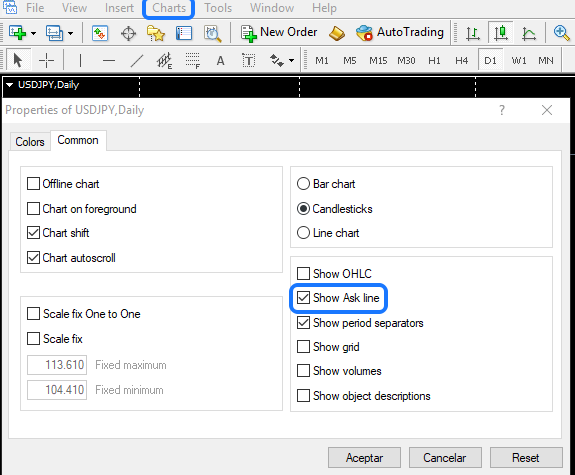 File View Insert Charts Tools Window Help
New Order AutoTrading
A T M1 M5 M15 M30 H1 H4 D1 W1 MN
USDJPY,Daily
Properties of USDJPY,Daily ? ×
Colors Common
Offline chart
Chart on foreground
Chart shift
Chart autoscroll
Scale fix One to One
Scale fix
113.610 Fixed maximum
104.410 Fixed minimum
Bar chart
Candlesticks
Line chart
Show OHLC
Show Ask line
Show period separators
Show grid
Show volumes
Show object descriptions
Aceptar Cancelar Reset